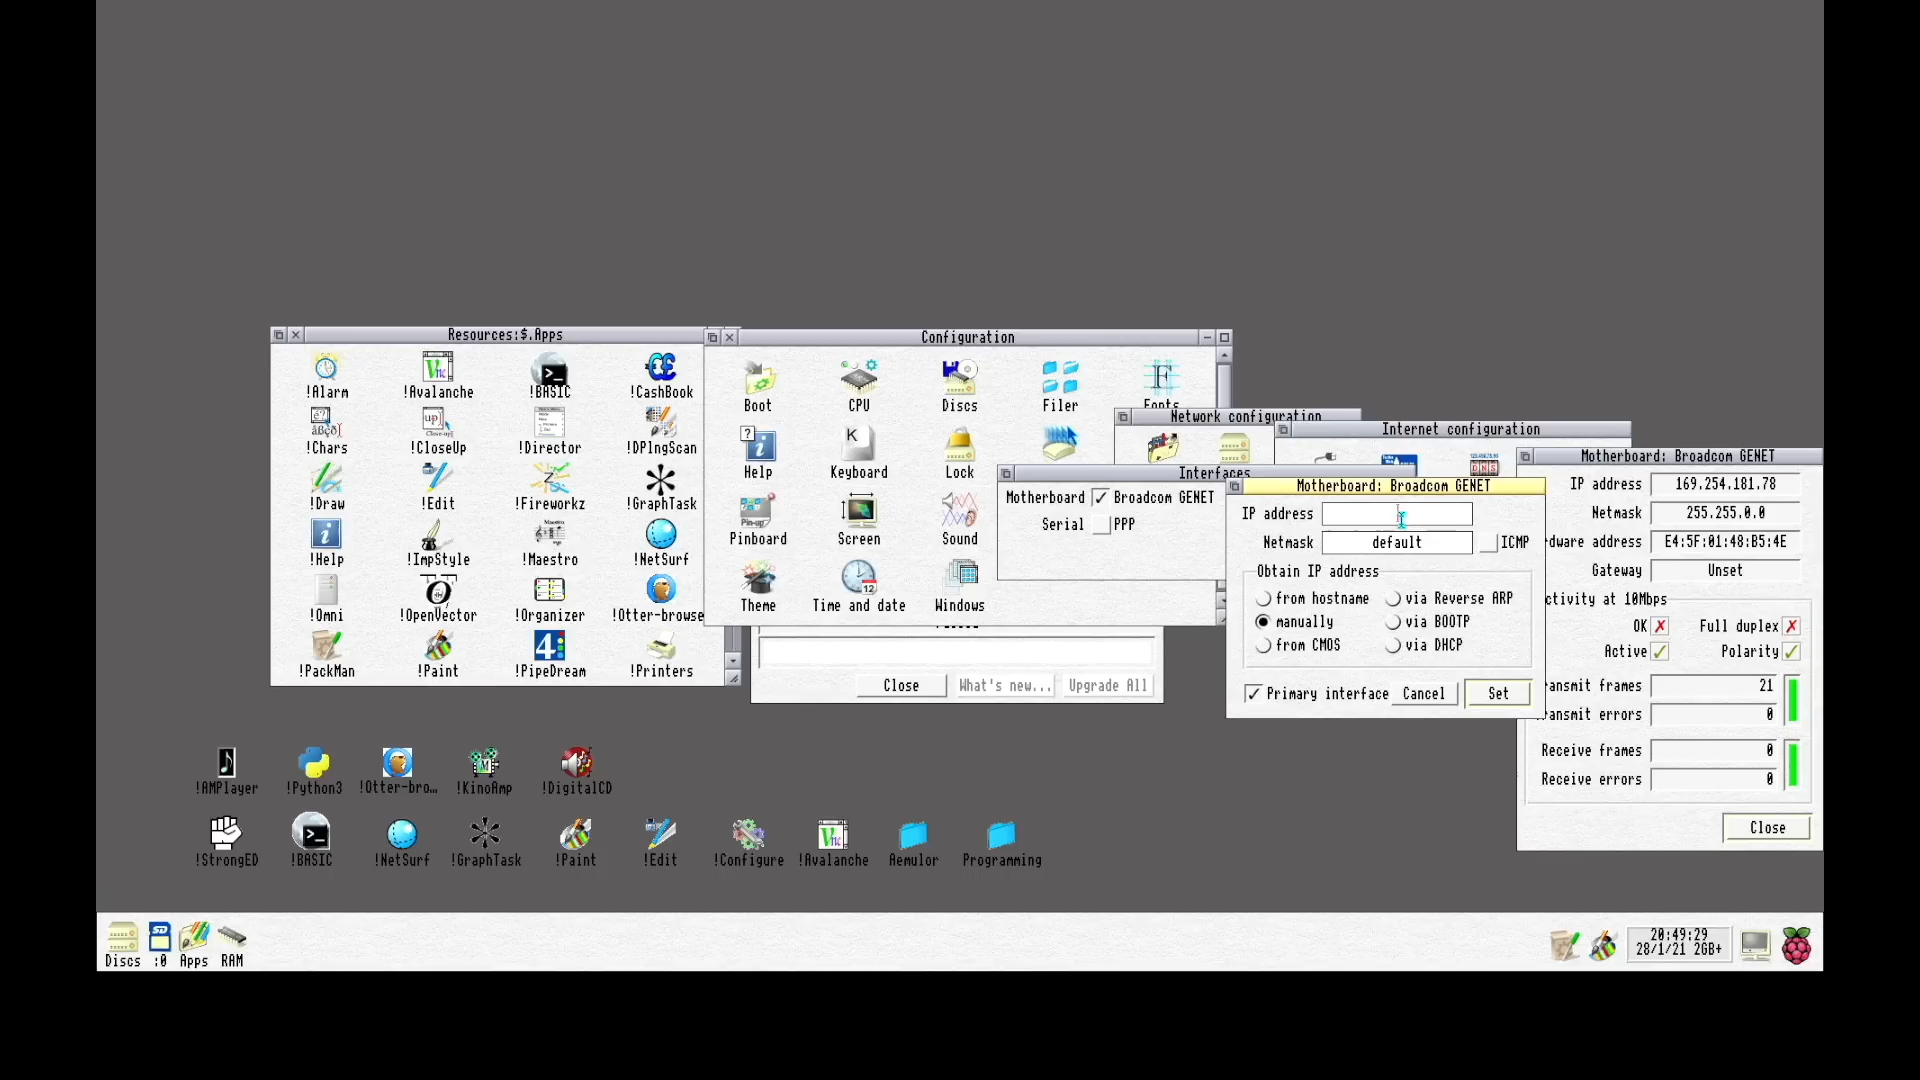 Resources:$.Apps
!Alarm
!Avalanche
!BASIC
!CashBook
!Chars
!CloseUp
!Director
!DPlngScan
!Draw
!Edit
!Fireworkz
!GraphTask
!Help
!ImpStyle
!Maestro
!NetSurf
!Omni
!OpenVector
!Organizer
!Otter-browse
!PackMan
!Paint
!PipeDream
!Printers
Configuration
Boot
CPU
Discs
Filer
Fonts
Help
Keyboard
Lock
Pinboard
Screen
Sound
Theme
Time and date
Windows
Close
What's new...
Upgrade All
Network configuration
Internet configuration
Interfaces
Motherboard
Broadcom GENET
Serial
PPP
Motherboard: Broadcom GENET
IP address
Netmask
default
ICMP
Obtain IP address
from hostname
via Reverse ARP
manually
via BOOTP
from CMOS
via DHCP
Primary interface
Cancel
Set
Motherboard: Broadcom GENET
IP address
169.254.181.78
Netmask
255.255.0.0
dware address
E4:5F:01:48:B5:4E
Gateway
Unset
ctivity at 10Mbps
OK
Full duplex
Active
Polarity
ansmit frames
21
ransmit errors
0
Receive frames
0
Receive errors
0
Close
!AMPlayer
!Python3
!Otter-bro...
!KinoAmp
!DigitalCD
!StrongED
!BASIC
!NetSurf
!GraphTask
!Paint
!Edit
!Configure
!Avalanche
Aemulor
Programming
Discs
:0
Apps
RAM
20:49:29
28/1/21 2GB+